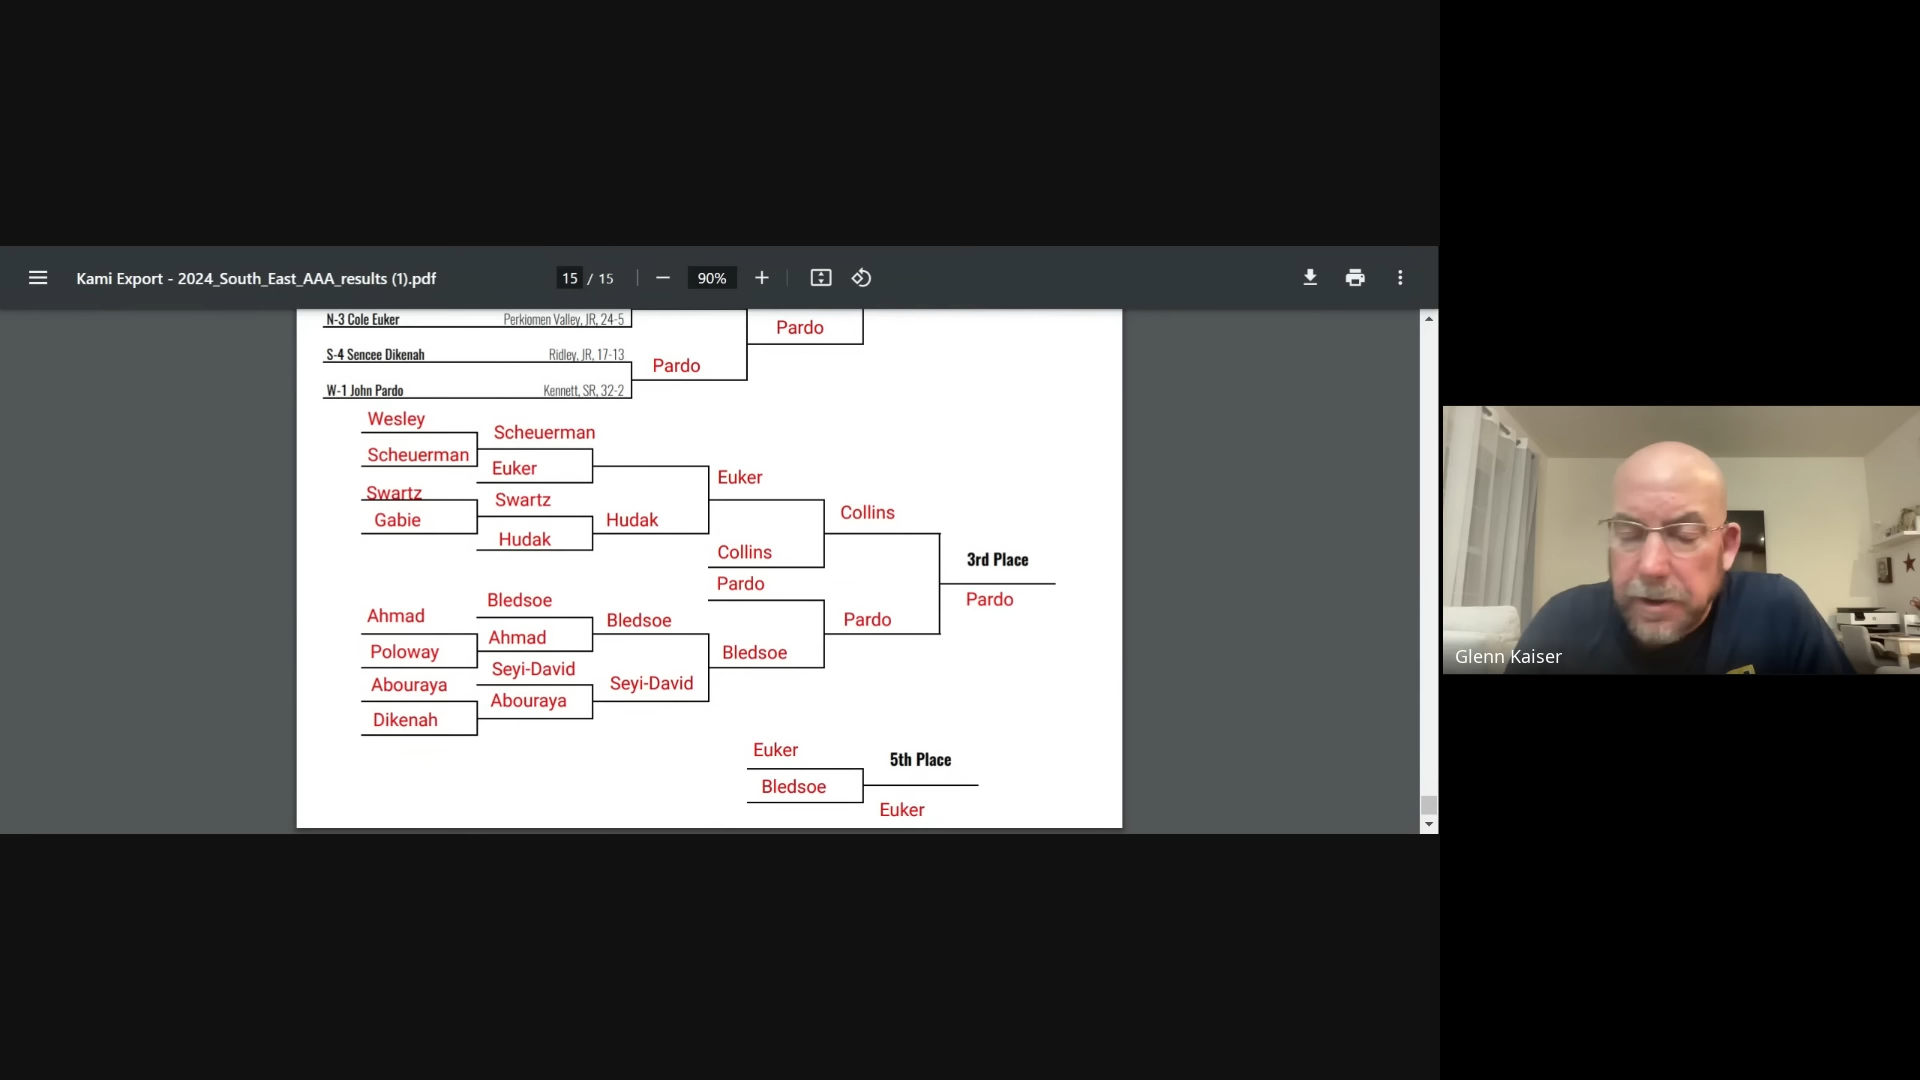 Kami Export - 2024_South_East_AAA_results (1).pdf
15 / 15
90%
N-3 Cole Euker Perkiomen Valley, JR, 24-5
Pardo
S-4 Sencee Dikenah Ridley, JR, 17-13
Pardo
W-1 John Pardo Kennett, SR, 32-2
Wesley
Scheuerman
Scheuerman
Euker
Euker
Swartz
Swartz
Gabie
Hudak
Hudak
Collins
Collins
3rd Place
Pardo
Pardo
Bledsoe
Ahmad
Bledsoe
Pardo
Ahmad
Poloway
Bledsoe
Seyi-David
Abouraya
Seyi-David
Abouraya
Dikenah
Euker
5th Place
Bledsoe
Euker
Glenn Kaiser